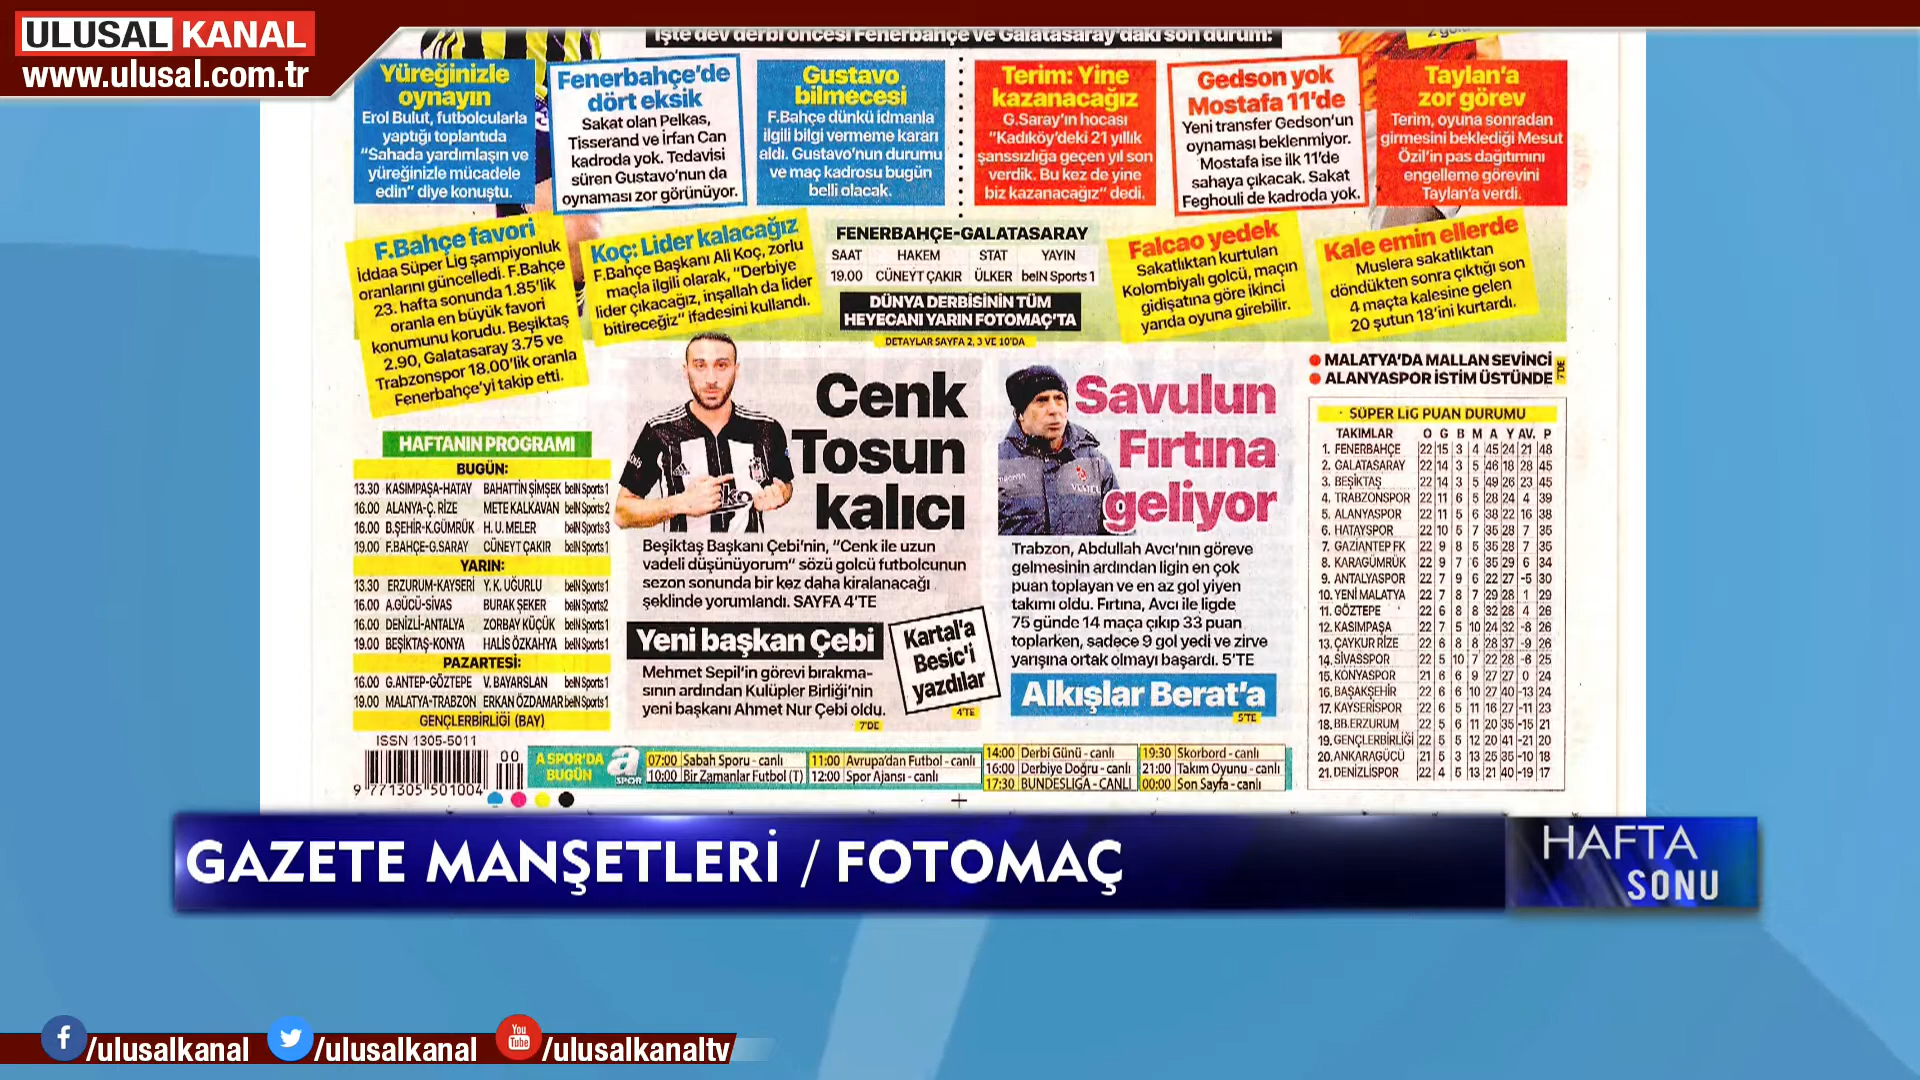 ULUSAL KANAL
www.ulusal.com.tr
İşte dev derbi öncesi Fenerbahçe ve Galatasaray'daki son durum:
Yüreğinizle
oynayın
Erol Bulut, futbolcularla
yaptığı toplantıda
"Sahada yardımlaşın ve
yüreğinizle mücadele
edin" diye konuştu.
Fenerbahçe'de
dört eksik
Sakat olan Pelkas,
Tisserand ve İrfan Can
kadroda yok. Tedavisi
süren Gustavo'nun da
oynaması zor görünüyor.
Gustavo
bilmecesi
F.Bahçe dünkü idmanla
ilgili bilgi vermeme kararı
aldı. Gustavo'nun durumu
ve maç kadrosu bugün
belli olacak.
Terim: Yine
kazanacağız
G.Saray'ın hocası
"Kadıköy'deki 21 yıllık
şanssızlığa geçen yıl son
verdik. Bu kez de yine
biz kazanacağız" dedi.
Gedson yok
Mostafa 11'de
Yeni transfer Gedson'un
oynaması beklenmiyor.
Mostafa ise ilk 11'de
sahaya çıkacak. Sakat
Feghouli de kadroda yok.
Taylan'a
zor görev
Terim, oyuna sonradan
girmesini beklediği Mesut
Özil'in pas dağıtımını
engelleme görevini
Taylan'a verdi.
F.Bahçe favori
İddaa Süper Lig şampiyonluk
oranlarını güncelledi. F.Bahçe
23. hafta sonunda 1.85'lik
oranla en büyük favori
konumunu korudu. Beşiktaş
2.90, Galatasaray 3.75 ve
Trabzonspor 18.00'lik oranla
Fenerbahçe'yi takip etti.
Koç: Lider kalacağız
F.Bahçe Başkanı Ali Koç, zorlu
maçla ilgili olarak, "Derbiye
lider çıkacağız, inşallah da lider
bitireceğiz" ifadesini kullandı.
FENERBAHÇE-GALATASARAY
SAAT HAKEM STAT YAYIN
19.00 CÜNEYT ÇAKIR ÜLKER beIN Sports 1
DÜNYA DERBİSİNİN TÜM
HEYECANI YARIN FOTOMAÇ'TA
DETAYLAR SAYFA 2, 3 VE 10'DA
Falcao yedek
Sakatlıktan kurtulan
Kolombiyalı golcü, maçın
gidişatına göre ikinci
yarıda oyuna girebilir.
Kale emin ellerde
Muslera sakatlıktan
döndükten sonra çıktığı son
4 maçta kalesine gelen
20 şutun 18'ini kurtardı.
HAFTANIN PROGRAMI
BUGÜN:
13.30 KASIMPAŞA-HATAY BAHATTİN ŞİMŞEK beIN Sports 1
16.00 ALANYA-Ç. RİZE METE KALKAVAN beIN Sports 2
16.00 B.ŞEHİR-K.GÜMRÜK H. U. MELER beIN Sports 3
19.00 F.BAHÇE-G.SARAY CÜNEYT ÇAKIR beIN Sports 1
YARIN:
13.30 ERZURUM-KAYSERİ Y. K. UĞURLU beIN Sports 1
16.00 A.GÜCÜ-SİVAS BURAK ŞEKER beIN Sports2
16.00 DENİZLİ-ANTALYA ZORBAY KÜÇÜK beIN Sports 1
19.00 BEŞİKTAŞ-KONYA HALİS ÖZKAHYA beIN Sports 1
PAZARTESİ:
16.00 G.ANTEP-GÖZTEPE V. BAYARSLAN beIN Sports 1
19.00 MALATYA-TRABZON ERKAN ÖZDAMAR beIN Sports 1
GENÇLERBİRLİĞİ (BAY)
ISSN 1305-5011
00
9 771305 501004
Cenk
Tosun
kalıcı
Beşiktaş Başkanı Çebi'nin, "Cenk ile uzun
vadeli düşünüyorum" sözü golcü futbolcunun
sezon sonunda bir kez daha kiralanacağı
şeklinde yorumlandı. SAYFA 4'TE
Yeni başkan Çebi
Mehmet Sepil'in görevi bırakma-
sının ardından Kulüpler Birliği'nin
yeni başkanı Ahmet Nur Çebi oldu.
7'DE
Kartal'a
Besic'i
yazdılar
4'TE
Savulun
Fırtına
geliyor
Trabzon, Abdullah Avcı'nın göreve
gelmesinin ardından ligin en çok
puan toplayan ve en az gol yiyen
takımı oldu. Fırtına, Avcı ile ligde
75 günde 14 maça çıkıp 33 puan
toplarken, sadece 9 gol yedi ve zirve
yarışına ortak olmayı başardı. 5'TE
Alkışlar Berat'a
5'TE
MALATYA'DA MALLAN SEVİNCİ
ALANYASPOR İSTİM ÜSTÜNDE
7'DE
SÜPER LİG PUAN DURUMU
TAKIMLAR O G B M A Y AV. P
1. FENERBAHÇE 22 15 3 4 45 24 21 48
2. GALATASARAY 22 14 3 5 46 18 28 45
3. BEŞİKTAŞ 22 14 3 5 49 26 23 45
4. TRABZONSPOR 22 11 6 5 28 24 4 39
5. ALANYASPOR 22 11 5 6 38 22 16 38
6. HATAYSPOR 22 10 5 7 35 28 7 35
7. GAZİANTEP FK 22 9 8 5 35 28 7 35
8. KARAGÜMRÜK 22 9 7 6 35 29 6 34
9. ANTALYASPOR 22 7 9 6 22 27 -5 30
10. YENİ MALATYA 22 7 8 7 29 28 1 29
11. GÖZTEPE 22 6 8 8 32 28 4 26
12. KASIMPAŞA 22 7 5 10 24 32 -8 26
13. ÇAYKUR RİZE 22 6 8 8 28 37 -9 26
14. SİVASSPOR 22 5 10 7 22 28 -6 25
15. KONYASPOR 21 6 6 9 27 27 0 24
16. BAŞAKŞEHİR 22 6 6 10 27 40 -13 24
17. KAYSERİSPOR 22 6 5 11 16 27 -11 23
18. BB.ERZURUM 22 5 6 11 20 35 -15 21
19. GENÇLERBİRLİĞİ 22 5 5 12 20 41 -21 20
20. ANKARAGÜCÜ 21 5 3 13 25 35 -10 18
21. DENİZLİSPOR 22 4 5 13 21 40 -19 17
A SPOR'DA
BUGÜN
a
SPOR
07:00 Sabah Sporu - canlı
10:00 Bir Zamanlar Futbol (T)
11:00 Avrupa'dan Futbol - canlı
12:00 Spor Ajansı - canlı
14:00 Derbi Günü - canlı
16:00 Derbiye Doğru - canlı
17:30 BUNDESLIGA - CANLI
19:30 Skorbord - canlı
21:00 Takım Oyunu - canlı
00:00 Son Sayfa - canlı
GAZETE MANŞETLERİ / FOTOMAÇ
HAFTA
SONU
/ulusalkanal
/ulusalkanal
You
Tube
/ulusalkanaltv